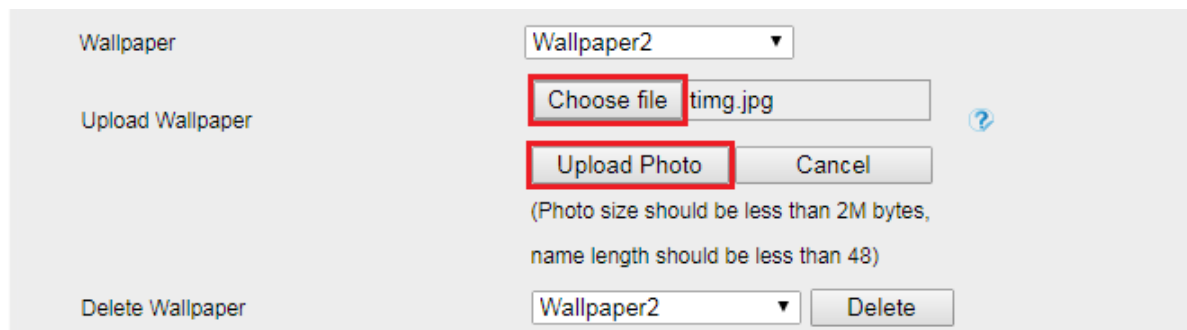 Wallpaper Wallpaper2
Choose file timg.jpg
Upload Wallpaper
Upload Photo Cancel
(Photo size should be less than 2M bytes,
name length should be less than 48)
Delete Wallpaper Wallpaper2 Delete